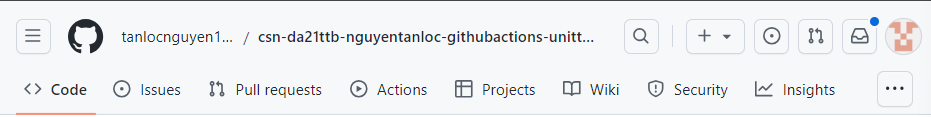 tanlocnguyen1... / csn-da21ttb-nguyentanloc-githubactions-unitt...
Code Issues Pull requests Actions Projects Wiki Security Insights